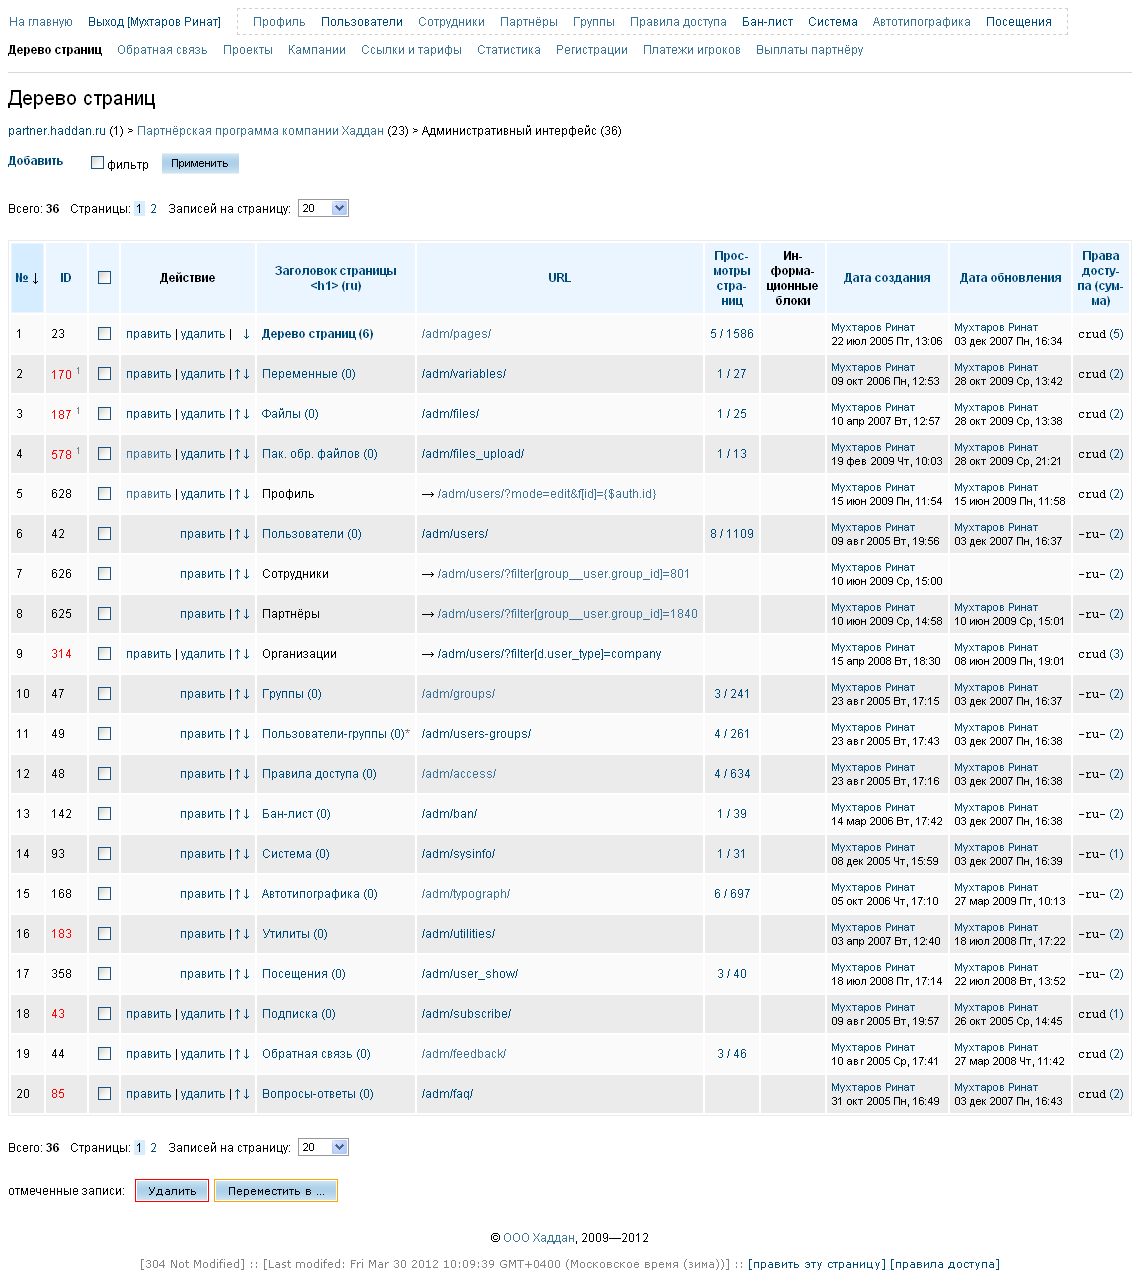 На главную Выход [Мухтаров Ринат] Профиль Пользователи Сотрудники Партнёры Группы Правила доступа Бан-лист Система Автотипографика Посещения
Дерево страниц Обратная связь Проекты Кампании Ссылки и тарифы Статистика Регистрации Платежи игроков Выплаты партнёру
Дерево страниц
partner.haddan.ru (1) > Партнёрская программа компании Хаддан (23) > Административный интерфейс (36)
Добавить фильтр Применить
Всего: 36 Страницы: 1 2 Записей на страницу: 20
№ ↓ ID Действие Заголовок страницы <h1> (ru) URL Прос-мотры стра-ниц Ин-форма-ционные блоки Дата создания Дата обновления Права досту-па (сум-ма)
1 23 править | удалить | ↓ Дерево страниц (6) /adm/pages/ 5 / 1586 Мухтаров Ринат 22 июл 2005 Пт, 13:06 Мухтаров Ринат 03 дек 2007 Пн, 16:34 crud (5)
2 170 1 править | удалить | ↑ ↓ Переменные (0) /adm/variables/ 1 / 27 Мухтаров Ринат 09 окт 2006 Пн, 12:53 Мухтаров Ринат 28 окт 2009 Ср, 13:42 crud (2)
3 187 1 править | удалить | ↑ ↓ Файлы (0) /adm/files/ 1 / 25 Мухтаров Ринат 10 апр 2007 Вт, 12:57 Мухтаров Ринат 28 окт 2009 Ср, 13:38 crud (2)
4 578 1 править | удалить | ↑ ↓ Пак. обр. файлов (0) /adm/files_upload/ 1 / 13 Мухтаров Ринат 19 фев 2009 Чт, 10:03 Мухтаров Ринат 28 окт 2009 Ср, 21:21 crud (2)
5 628 править | удалить | ↑ ↓ Профиль → /adm/users/?mode=edit&f[id]={$auth.id} Мухтаров Ринат 15 июн 2009 Пн, 11:54 Мухтаров Ринат 15 июн 2009 Пн, 11:58 crud (2)
6 42 править | ↑ ↓ Пользователи (0) /adm/users/ 8 / 1109 Мухтаров Ринат 09 авг 2005 Вт, 19:56 Мухтаров Ринат 03 дек 2007 Пн, 16:37 -ru- (2)
7 626 править | ↑ ↓ Сотрудники → /adm/users/?filter[group__user.group_id]=801 Мухтаров Ринат 10 июн 2009 Ср, 15:00 -ru- (2)
8 625 править | ↑ ↓ Партнёры → /adm/users/?filter[group__user.group_id]=1840 Мухтаров Ринат 10 июн 2009 Ср, 14:58 Мухтаров Ринат 10 июн 2009 Ср, 15:01 -ru- (2)
9 314 править | удалить | ↑ ↓ Организации → /adm/users/?filter[d.user_type]=company Мухтаров Ринат 15 апр 2008 Вт, 18:30 Мухтаров Ринат 08 июн 2009 Пн, 19:01 crud (3)
10 47 править | ↑ ↓ Группы (0) /adm/groups/ 3 / 241 Мухтаров Ринат 23 авг 2005 Вт, 17:15 Мухтаров Ринат 03 дек 2007 Пн, 16:37 -ru- (2)
11 49 править | ↑ ↓ Пользователи-группы (0)* /adm/users-groups/ 4 / 261 Мухтаров Ринат 23 авг 2005 Вт, 17:43 Мухтаров Ринат 03 дек 2007 Пн, 16:38 -ru- (2)
12 48 править | ↑ ↓ Правила доступа (0) /adm/access/ 4 / 634 Мухтаров Ринат 23 авг 2005 Вт, 17:16 Мухтаров Ринат 03 дек 2007 Пн, 16:38 -ru- (2)
13 142 править | ↑ ↓ Бан-лист (0) /adm/ban/ 1 / 39 Мухтаров Ринат 14 мар 2006 Вт, 17:42 Мухтаров Ринат 03 дек 2007 Пн, 16:38 -ru- (2)
14 93 править | ↑ ↓ Система (0) /adm/sysinfo/ 1 / 31 Мухтаров Ринат 08 дек 2005 Чт, 15:59 Мухтаров Ринат 03 дек 2007 Пн, 16:39 -ru- (1)
15 168 править | ↑ ↓ Автотипографика (0) /adm/typograph/ 6 / 697 Мухтаров Ринат 05 окт 2006 Чт, 17:10 Мухтаров Ринат 27 мар 2009 Пт, 10:13 -ru- (2)
16 183 править | ↑ ↓ Утилиты (0) /adm/utilities/ Мухтаров Ринат 03 апр 2007 Вт, 12:40 Мухтаров Ринат 18 июл 2008 Пт, 17:22 -ru- (2)
17 358 править | ↑ ↓ Посещения (0) /adm/user_show/ 3 / 40 Мухтаров Ринат 18 июл 2008 Пт, 17:14 Мухтаров Ринат 22 июл 2008 Вт, 13:52 -ru- (2)
18 43 править | удалить | ↑ ↓ Подписка (0) /adm/subscribe/ Мухтаров Ринат 09 авг 2005 Вт, 19:57 Мухтаров Ринат 26 окт 2005 Ср, 14:45 crud (1)
19 44 править | удалить | ↑ ↓ Обратная связь (0) /adm/feedback/ 3 / 46 Мухтаров Ринат 10 авг 2005 Ср, 17:41 Мухтаров Ринат 27 мар 2008 Чт, 11:42 crud (2)
20 85 править | удалить | ↑ ↓ Вопросы-ответы (0) /adm/faq/ Мухтаров Ринат 31 окт 2005 Пн, 16:49 Мухтаров Ринат 03 дек 2007 Пн, 16:43 crud (2)
Всего: 36 Страницы: 1 2 Записей на страницу: 20
отмеченные записи: Удалить Переместить в ...
© ООО Хаддан, 2009—2012
[304 Not Modified] :: [Last modifed: Fri Mar 30 2012 10:09:39 GMT+0400 (Московское время (зима))] :: [править эту страницу] [правила доступа]